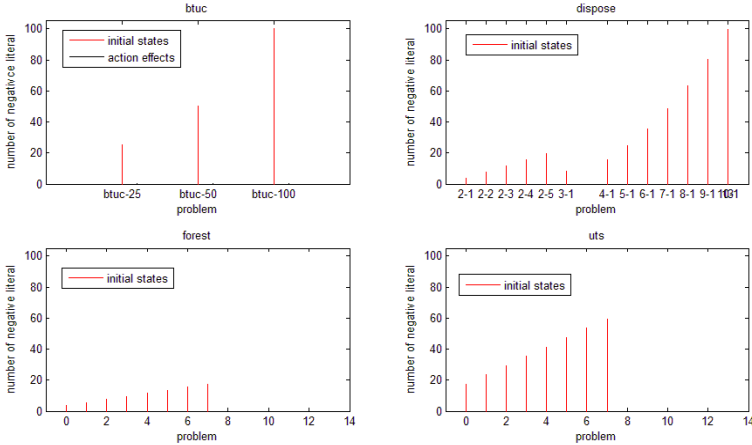 btuc
number of negativce literal
100
80
60
40
20
0
initial states
action effects
btuc-25 btuc-50 btuc-100
problem
dispose
number of negative literal
100
80
60
40
20
0
initial states
2-1 2-2 2-3 2-4 2-5 3-1 4-1 5-1 6-1 7-1 8-1 9-1
problem
forest
number of negative literal
100
80
60
40
20
0
initial states
0 2 4 6 8 10 12 14
problem
uts
number of negative literal
100
80
60
40
20
0
initial states
0 2 4 6 8 10 12 14
problem